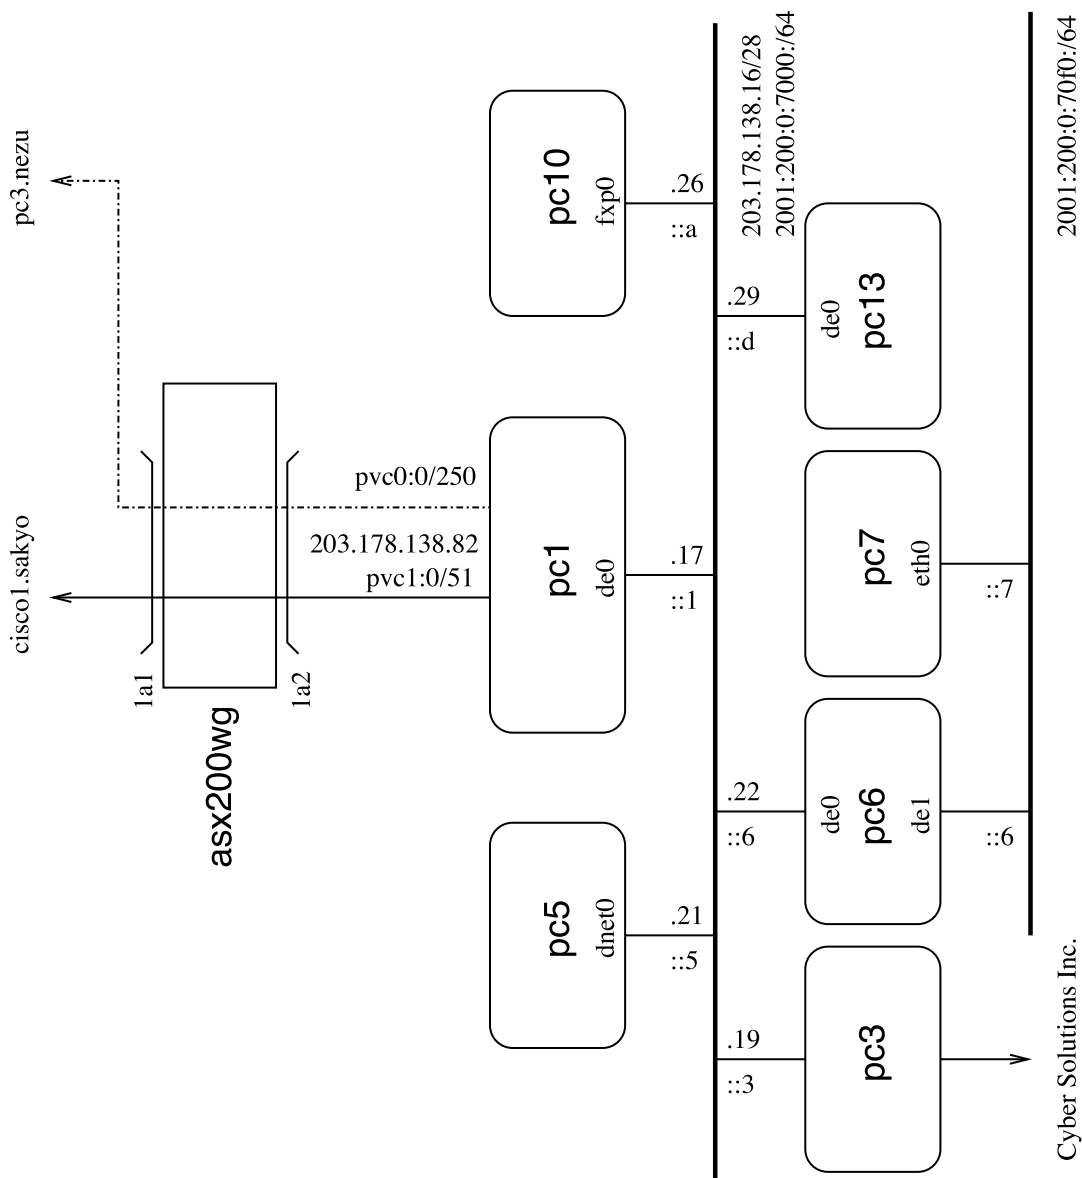 pc3.nezu
cisco1.sakyo
1a1
asx200wg
1a2
pvc0:0/250
203.178.138.82
pvc1:0/51
pc10
fxp0
.26
::a
pc1
de0
.17
::1
pc5
dnet0
.21
::5
203.178.138.16/28
2001:200:0:7000:/64
.29
::d
de0
pc13
pc7
eth0
::7
.22
::6
de0
pc6
de1
::6
.19
::3
pc3
2001:200:0:70f0:/64
Cyber Solutions Inc.